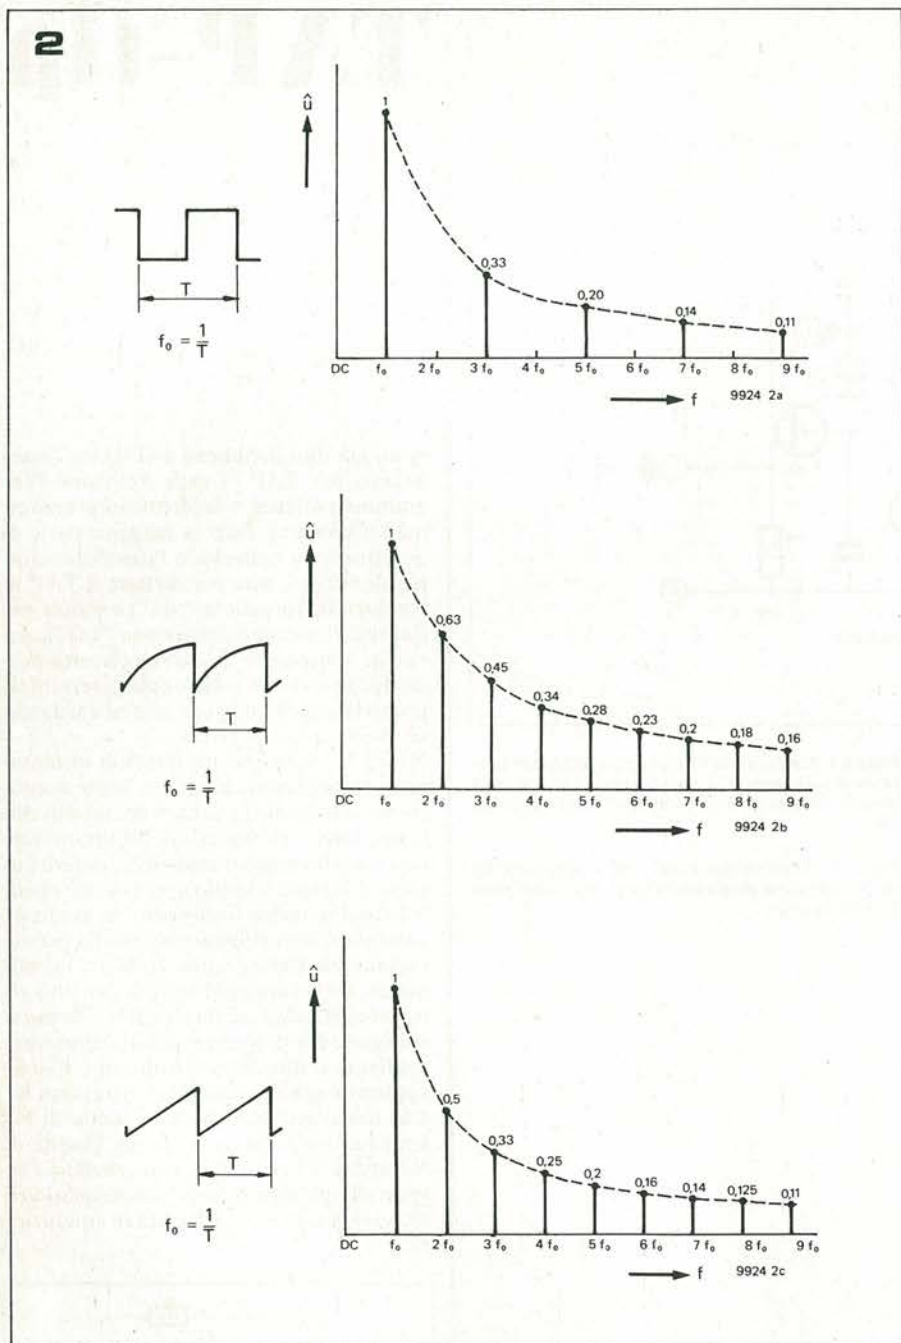 2
û
1
0,33
0,20
0,14
0,11
T
f₀ = 1/T
DC f₀ 2 f₀ 3 f₀ 4 f₀ 5 f₀ 6 f₀ 7 f₀ 8 f₀ 9 f₀
f 9924 2a
û
1
0,63
0,45
0,34
0,28
0,23
0,2
0,18
0,16
T
f₀ = 1/T
DC f₀ 2 f₀ 3 f₀ 4 f₀ 5 f₀ 6 f₀ 7 f₀ 8 f₀ 9 f₀
f 9924 2b
û
1
0,5
0,33
0,25
0,2
0,16
0,14
0,125
0,11
T
f₀ = 1/T
DC f₀ 2 f₀ 3 f₀ 4 f₀ 5 f₀ 6 f₀ 7 f₀ 8 f₀ 9 f₀
f 9924 2c